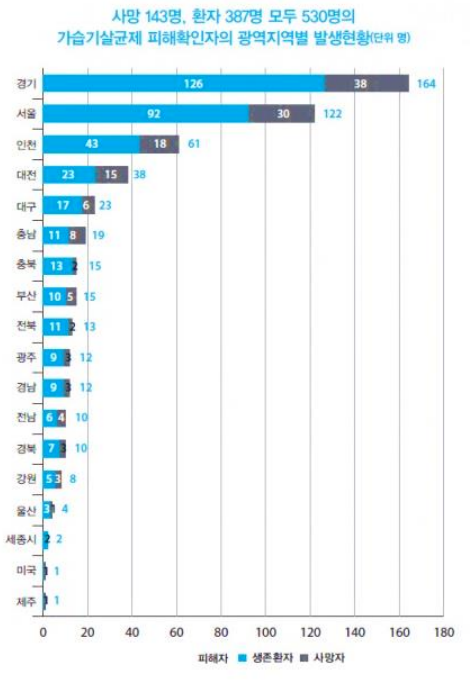 사망 143명, 환자 387명 모두 530명의
가습기살균제 피해확인자의 광역지역별 발생현황(단위 명)
경기 126 38 164
서울 92 30 122
인천 43 18 61
대전 23 15 38
대구 17 6 23
충남 11 8 19
충북 13 2 15
부산 10 5 15
전북 11 2 13
광주 9 3 12
경남 9 3 12
전남 6 4 10
경북 7 3 10
강원 5 3 8
울산 3 4
세종시 2 2
미국 1 1
제주 1 1
0 20 40 60 80 100 120 140 160 180
피해자 생존환자 사망자